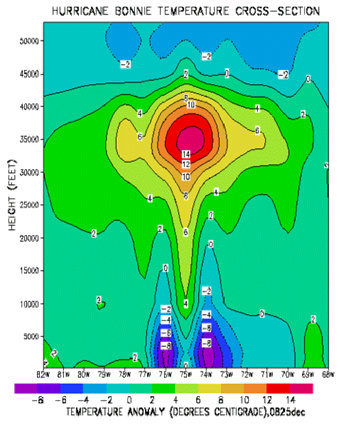 HURRICANE BONNIE TEMPERATURE CROSS-SECTION
HEIGHT (FEET)
50000
45000
40000
35000
30000
25000
20000
15000
10000
5000
-2 -2 -2
2 2 0
4 8 4 2
10
6 6
14
12
10
4 8 4
6 2
2 6 2 2
0 0
-2
2 4
-2 -4 0
-4 -6
-6 -8
-8 2
2
82W 81W 80W 79W 78W 77W 76W 75W 74W 73W 72W 71W 70W 69W 68W
-8 -6 -4 -2 0 2 4 6 8 10 12 14
TEMPERATURE ANOMALY (DEGREES CENTIGRADE),0825dec